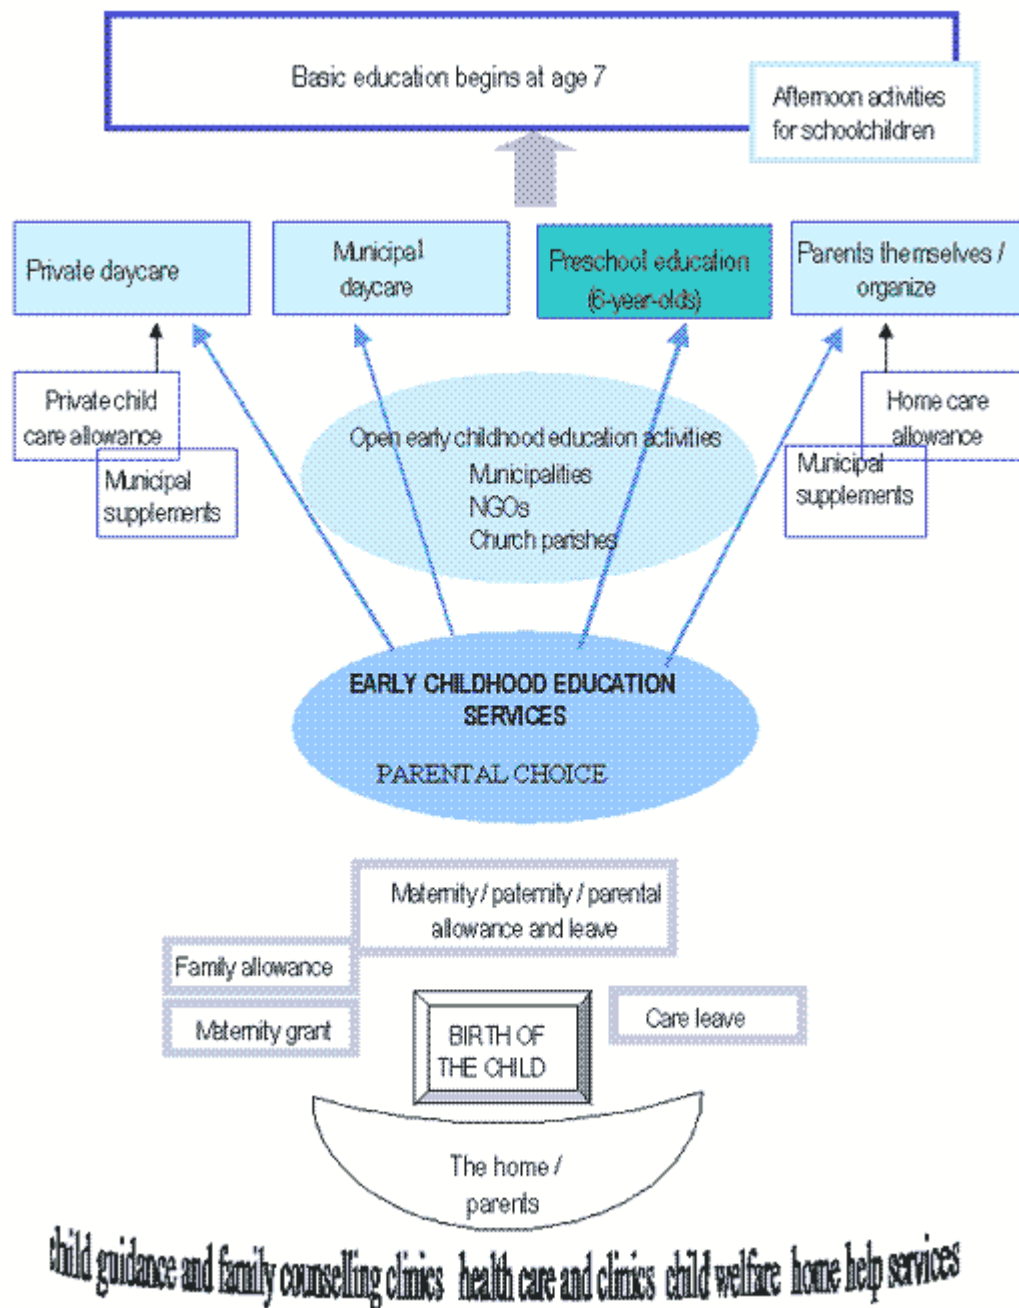 Basic education begins at age 7
Afternoon activities
for schoolchildren
Private daycare
Municipal
daycare
Preschool education
(6-year-olds)
Parents themselves /
organize
Private child
care allowance
Municipal
supplements
Open early childhood education activities
Municipalities
NGOs
Church parishes
Home care
allowance
Municipal
supplements
EARLY CHILDHOOD EDUCATION
SERVICES
PARENTAL CHOICE
Maternity / paternity / parental
allowance and leave
Family allowance
Maternity grant
BIRTH OF
THE CHILD
Care leave
The home /
parents
child guidance and family counselling clinics health care and clinics child welfare home help services